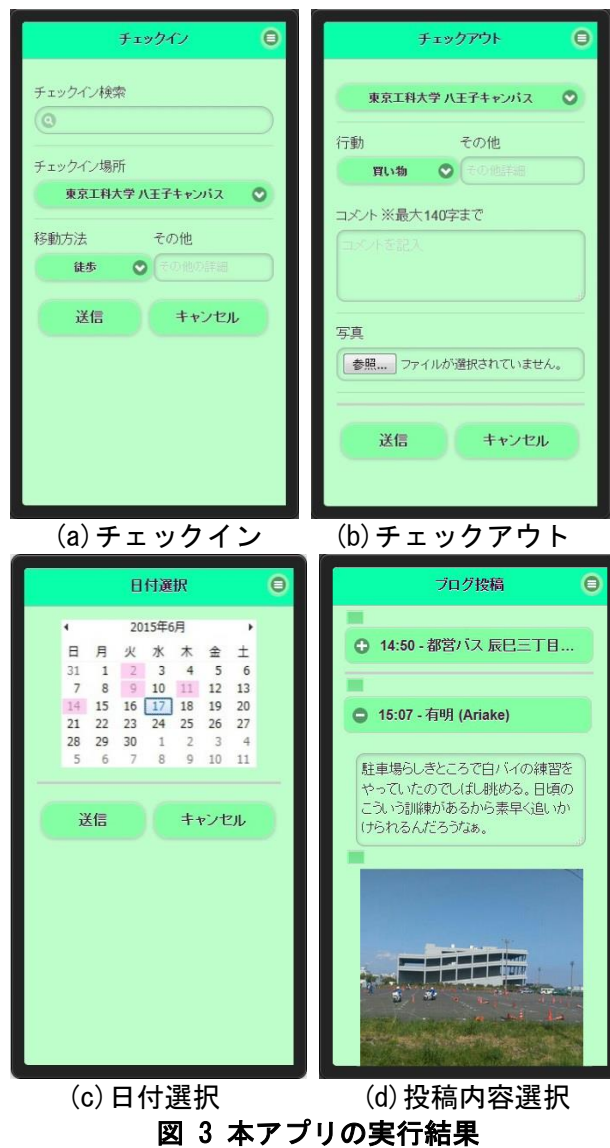 チェックイン
チェックイン検索
チェックイン場所
東京工科大学 八王子キャンパス
移動方法 その他
徒歩 その他の詳細
送信 キャンセル
(a)チェックイン
チェックアウト
東京工科大学 八王子キャンパス
行動 その他
買い物 その他詳細
コメント ※最大140字まで
コメントを記入
写真
参照... ファイルが選択されていません。
送信 キャンセル
(b)チェックアウト
日付選択
2015年6月
日 月 火 水 木 金 土
31 1 2 3 4 5 6
7 8 9 10 11 12 13
14 15 16 17 18 19 20
21 22 23 24 25 26 27
28 29 30 1 2 3 4
5 6 7 8 9 10 11
送信 キャンセル
(c)日付選択
ブログ投稿
14:50 - 都営バス 辰巳三丁目...
15:07 - 有明 (Ariake)
駐車場らしきところで白バイの練習を
やっていたのでしばし眺める。日頃の
こういう訓練があるから素早く追いか
けられるんだろうなぁ。
(d)投稿内容選択
図 3 本アプリの実行結果